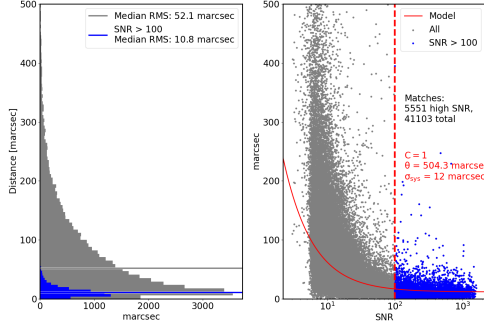 500
400
300
200
100
0
Distance [marcsec]
0
1000
2000
3000
marcsec
Median RMS: 52.1 marcsec
SNR > 100
Median RMS: 10.8 marcsec
500
400
300
200
100
0
marcsec
10¹
10²
10³
SNR
Model
All
SNR > 100
Matches:
5551 high SNR,
41103 total
C = 1
θ = 504.3 marcsec
σsys = 12 marcsec